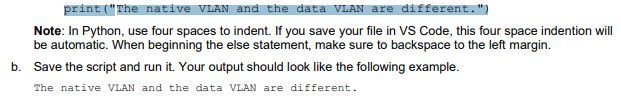 print("The native VLAN and the data VLAN are different.")
Note: In Python, use four spaces to indent. If you save your file in VS Code, this four space indention will
be automatic. When beginning the else statement, make sure to backspace to the left margin.
b. Save the script and run it. Your output should look like the following example.
The native VLAN and the data VLAN are different.